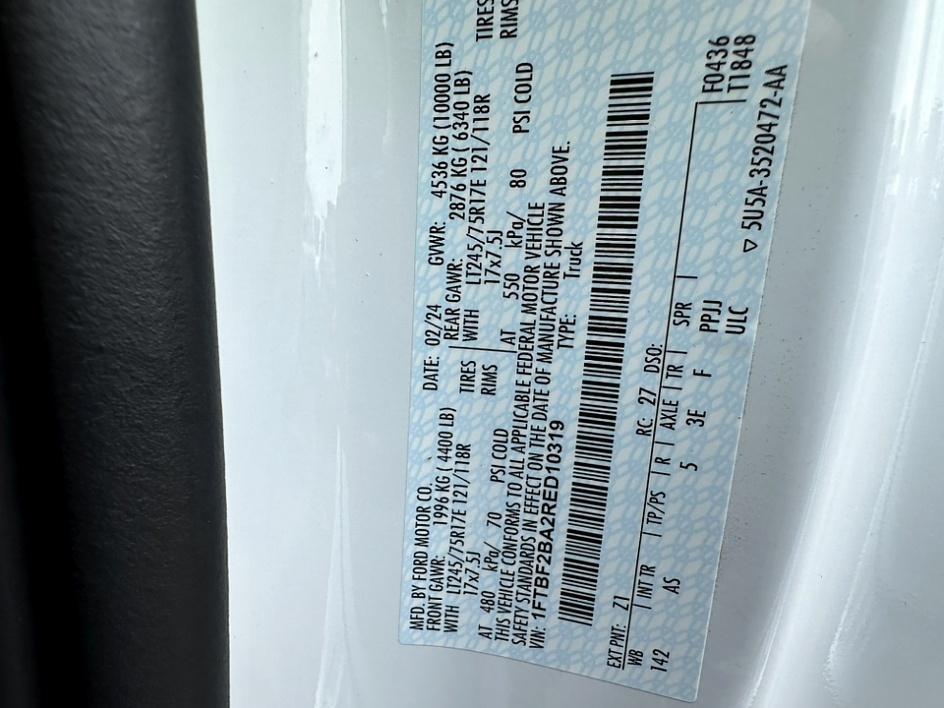 MFD. BY FORD MOTOR CO.
DATE: 02/24 GVWR: 4536 KG (10000 LB)
FRONT GAWR: 1996 KG ( 4400 LB) REAR GAWR: 2876 KG ( 6340 LB)
WITH LT245/75R17E 121/118R TIRES WITH LT245/75R17E 121/118R TIRES
17x7.5J RIMS 17x7.5J RIMS
AT 480 kPa/ 70 PSI COLD AT 550 kPa/ 80 PSI COLD
THIS VEHICLE CONFORMS TO ALL APPLICABLE FEDERAL MOTOR VEHICLE
SAFETY STANDARDS IN EFFECT ON THE DATE OF MANUFACTURE SHOWN ABOVE.
VIN: 1FTBF2BA2RED10319 TYPE: Truck
EXT PNT: Z1 RC: 27 DSO: F0436
WB INT TR TP/PS R AXLE TR SPR T1848
142 AS 5 3E F PPJJ
ULC
▽ 5U5A-3520472-AA